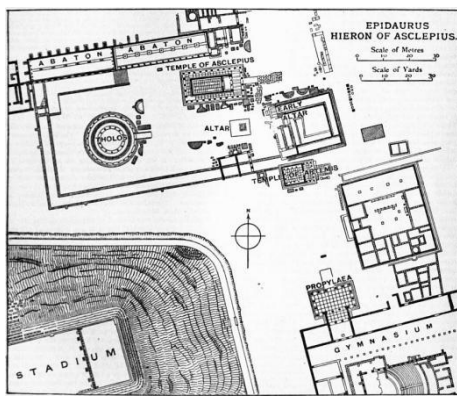 EPIDAURUS
HIERON OF ASCLEPIUS.
Scale of Metres
Scale of Yards
ABATON
ABATON
TEMPLE OF ASCLEPIUS
THOLOS
ALTAR
EARLY
ALTAR
TEMPLE OF ARTEMIS
N
PROPYLAEA
GYMNASIUM
STADIUM